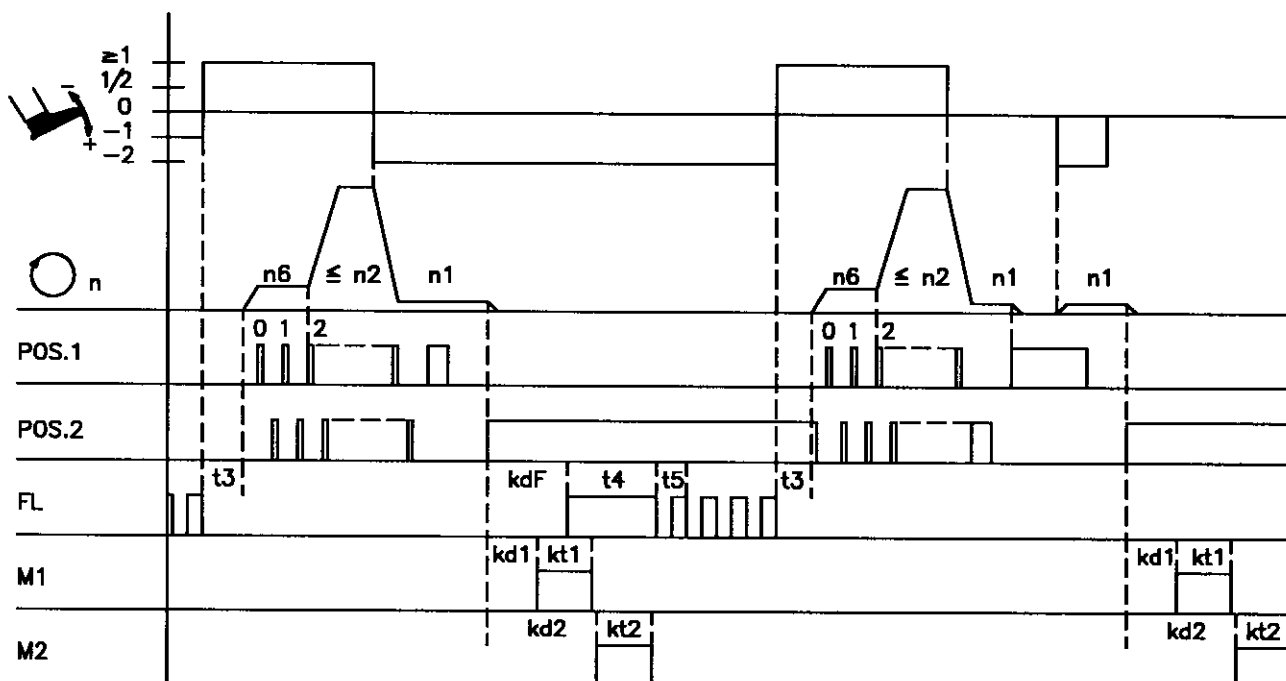 ≥1
1/2
0
-1
-2
-
+
n
n6 ≤ n2 n1 n6 ≤ n2 n1 n1
0 1 2 0 1 2
POS.1
POS.2
t3 kdF t4 t5 t3
FL
kd1 kt1 kd1 kt1
M1
kd2 kt2 kd2 kt2
M2